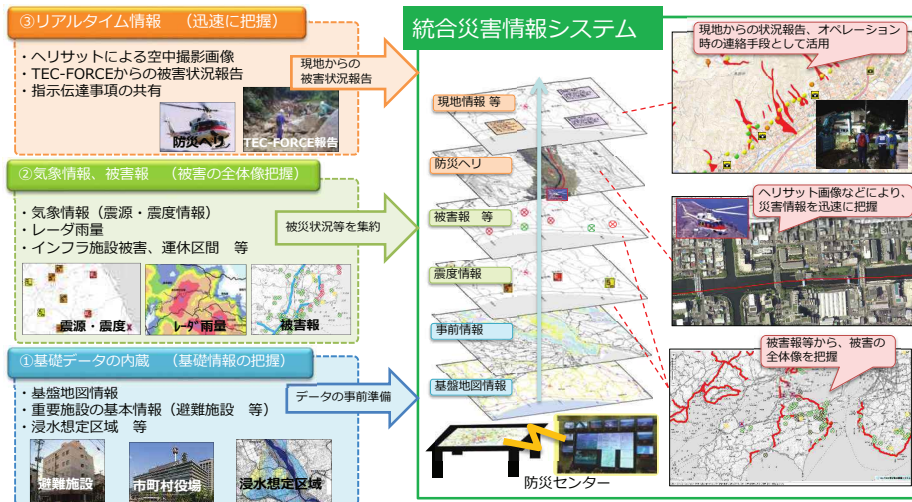 ③リアルタイム情報　(迅速に把握)
・ヘリサットによる空中撮影画像
・TEC-FORCEからの被害状況報告
・指示伝達事項の共有
防災ヘリ
TEC-FORCE報告
現地からの
被害状況報告
②気象情報、被害報　(被害の全体像把握)
・気象情報（震源・震度情報）
・レーダ雨量
・インフラ施設被害、運休区間　等
震源・震度
ﾚｰﾀﾞ雨量
被害報
被災状況等を集約
①基礎データの内蔵　(基礎情報の把握)
・基盤地図情報
・重要施設の基本情報（避難施設　等)
・浸水想定区域　等
避難施設
市町村役場
浸水想定区域
データの事前準備
統合災害情報システム
現地情報 等
防災ヘリ
被害報　等
震度情報
事前情報
基盤地図情報
防災センター
現地からの状況報告、オペレーション
時の連絡手段として活用
ヘリサット画像などにより、
災害情報を迅速に把握
被害報等から、被害の
全体像を把握